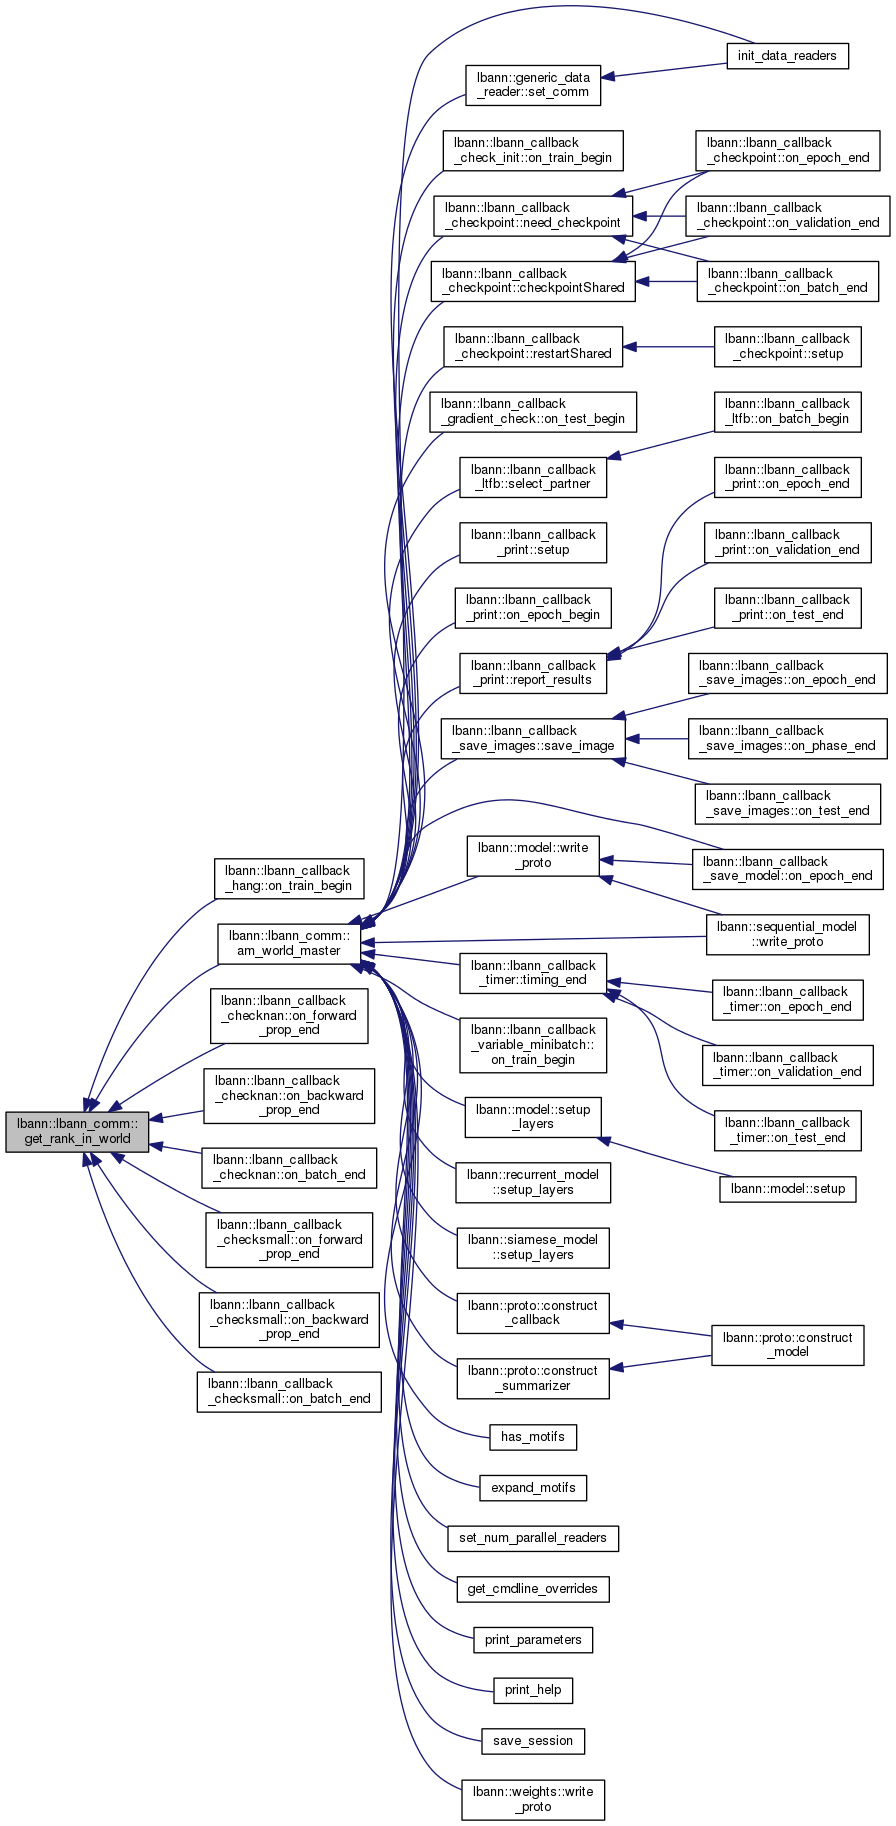 init_data_readers
lbann::generic_data
_reader::set_comm
lbann::lbann_callback
_check_init::on_train_begin
lbann::lbann_callback
_checkpoint::on_epoch_end
lbann::lbann_callback
_checkpoint::need_checkpoint
lbann::lbann_callback
_checkpoint::on_validation_end
lbann::lbann_callback
_checkpoint::checkpointShared
lbann::lbann_callback
_checkpoint::on_batch_end
lbann::lbann_callback
_checkpoint::restartShared
lbann::lbann_callback
_checkpoint::setup
lbann::lbann_callback
_gradient_check::on_test_begin
lbann::lbann_callback
_ltfb::on_batch_begin
lbann::lbann_callback
_ltfb::select_partner
lbann::lbann_callback
_print::on_epoch_end
lbann::lbann_callback
_print::setup
lbann::lbann_callback
_print::on_validation_end
lbann::lbann_callback
_print::on_epoch_begin
lbann::lbann_callback
_print::on_test_end
lbann::lbann_callback
_print::report_results
lbann::lbann_callback
_save_images::on_epoch_end
lbann::lbann_callback
_save_images::save_image
lbann::lbann_callback
_save_images::on_phase_end
lbann::lbann_callback
_save_images::on_test_end
lbann::model::write
_proto
lbann::lbann_callback
_save_model::on_epoch_end
lbann::lbann_callback
_hang::on_train_begin
lbann::lbann_comm::
am_world_master
lbann::sequential_model
::write_proto
lbann::lbann_callback
_timer::timing_end
lbann::lbann_callback
_timer::on_epoch_end
lbann::lbann_callback
_checknan::on_forward
_prop_end
lbann::lbann_callback
_variable_minibatch::
on_train_begin
lbann::lbann_callback
_timer::on_validation_end
lbann::lbann_callback
_checknan::on_backward
_prop_end
lbann::model::setup
_layers
lbann::lbann_callback
_timer::on_test_end
lbann::lbann_comm::
get_rank_in_world
lbann::lbann_callback
_checknan::on_batch_end
lbann::recurrent_model
::setup_layers
lbann::model::setup
lbann::lbann_callback
_checksmall::on_forward
_prop_end
lbann::siamese_model
::setup_layers
lbann::lbann_callback
_checksmall::on_backward
_prop_end
lbann::proto::construct
_callback
lbann::proto::construct
_model
lbann::proto::construct
_summarizer
lbann::lbann_callback
_checksmall::on_batch_end
has_motifs
expand_motifs
set_num_parallel_readers
get_cmdline_overrides
print_parameters
print_help
save_session
lbann::weights::write
_proto